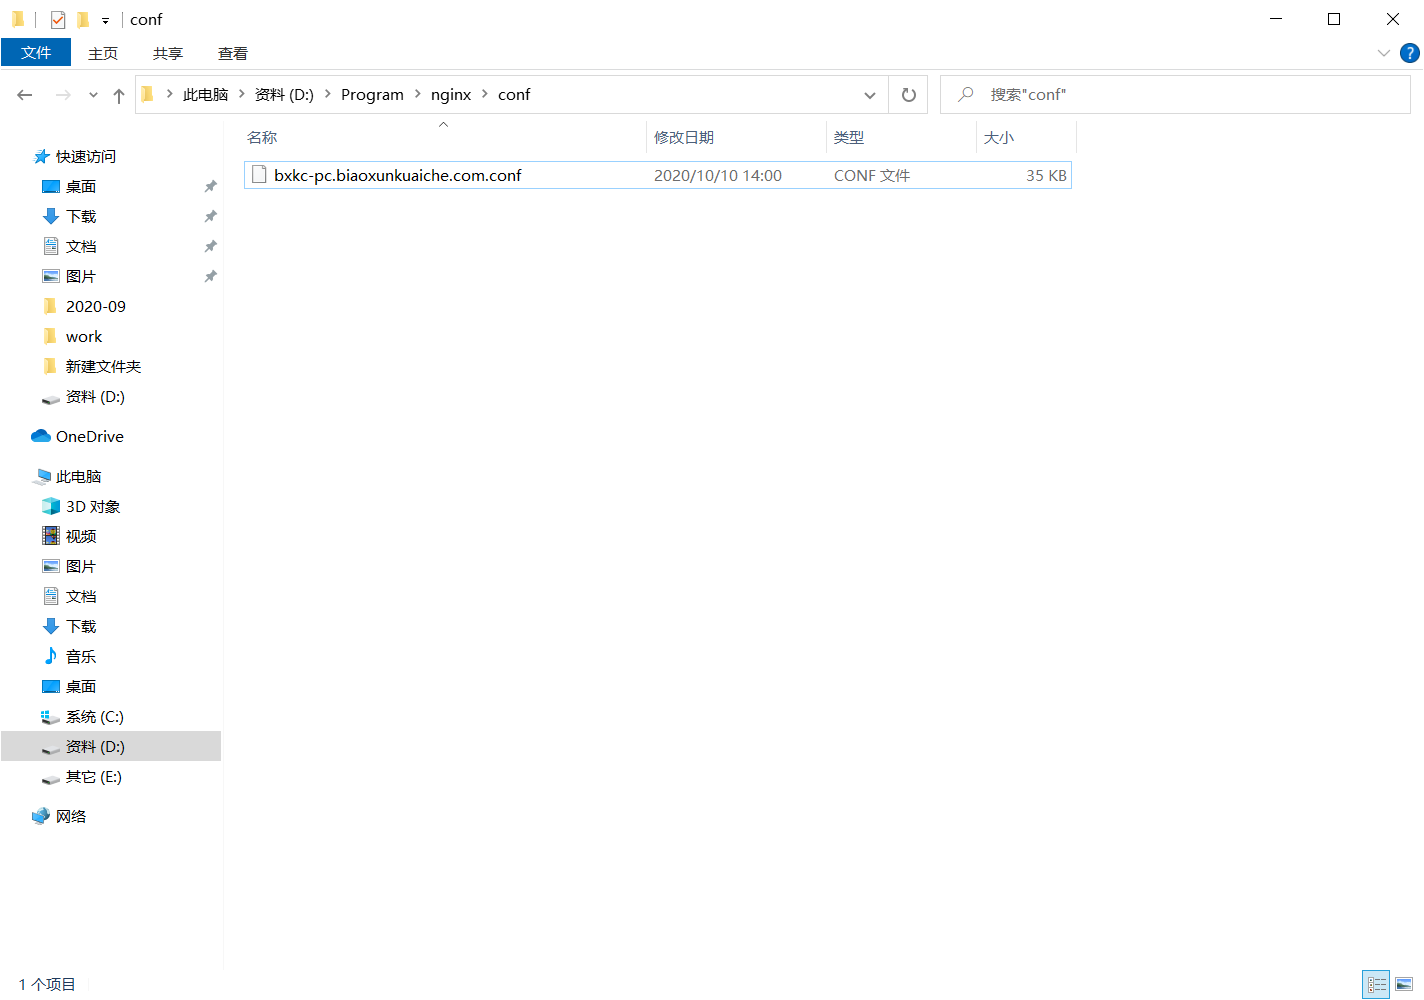 conf
文件 主页 共享 查看
此电脑 资料 (D:) Program nginx conf
搜索"conf"
名称 修改日期 类型 大小
bxkc-pc.biaoxunkuaiche.com.conf 2020/10/10 14:00 CONF 文件 35 KB
快速访问
桌面
下载
文档
图片
2020-09
work
新建文件夹
资料 (D:)
OneDrive
此电脑
3D 对象
视频
图片
文档
下载
音乐
桌面
系统 (C:)
资料 (D:)
其它 (E:)
网络
1 个项目